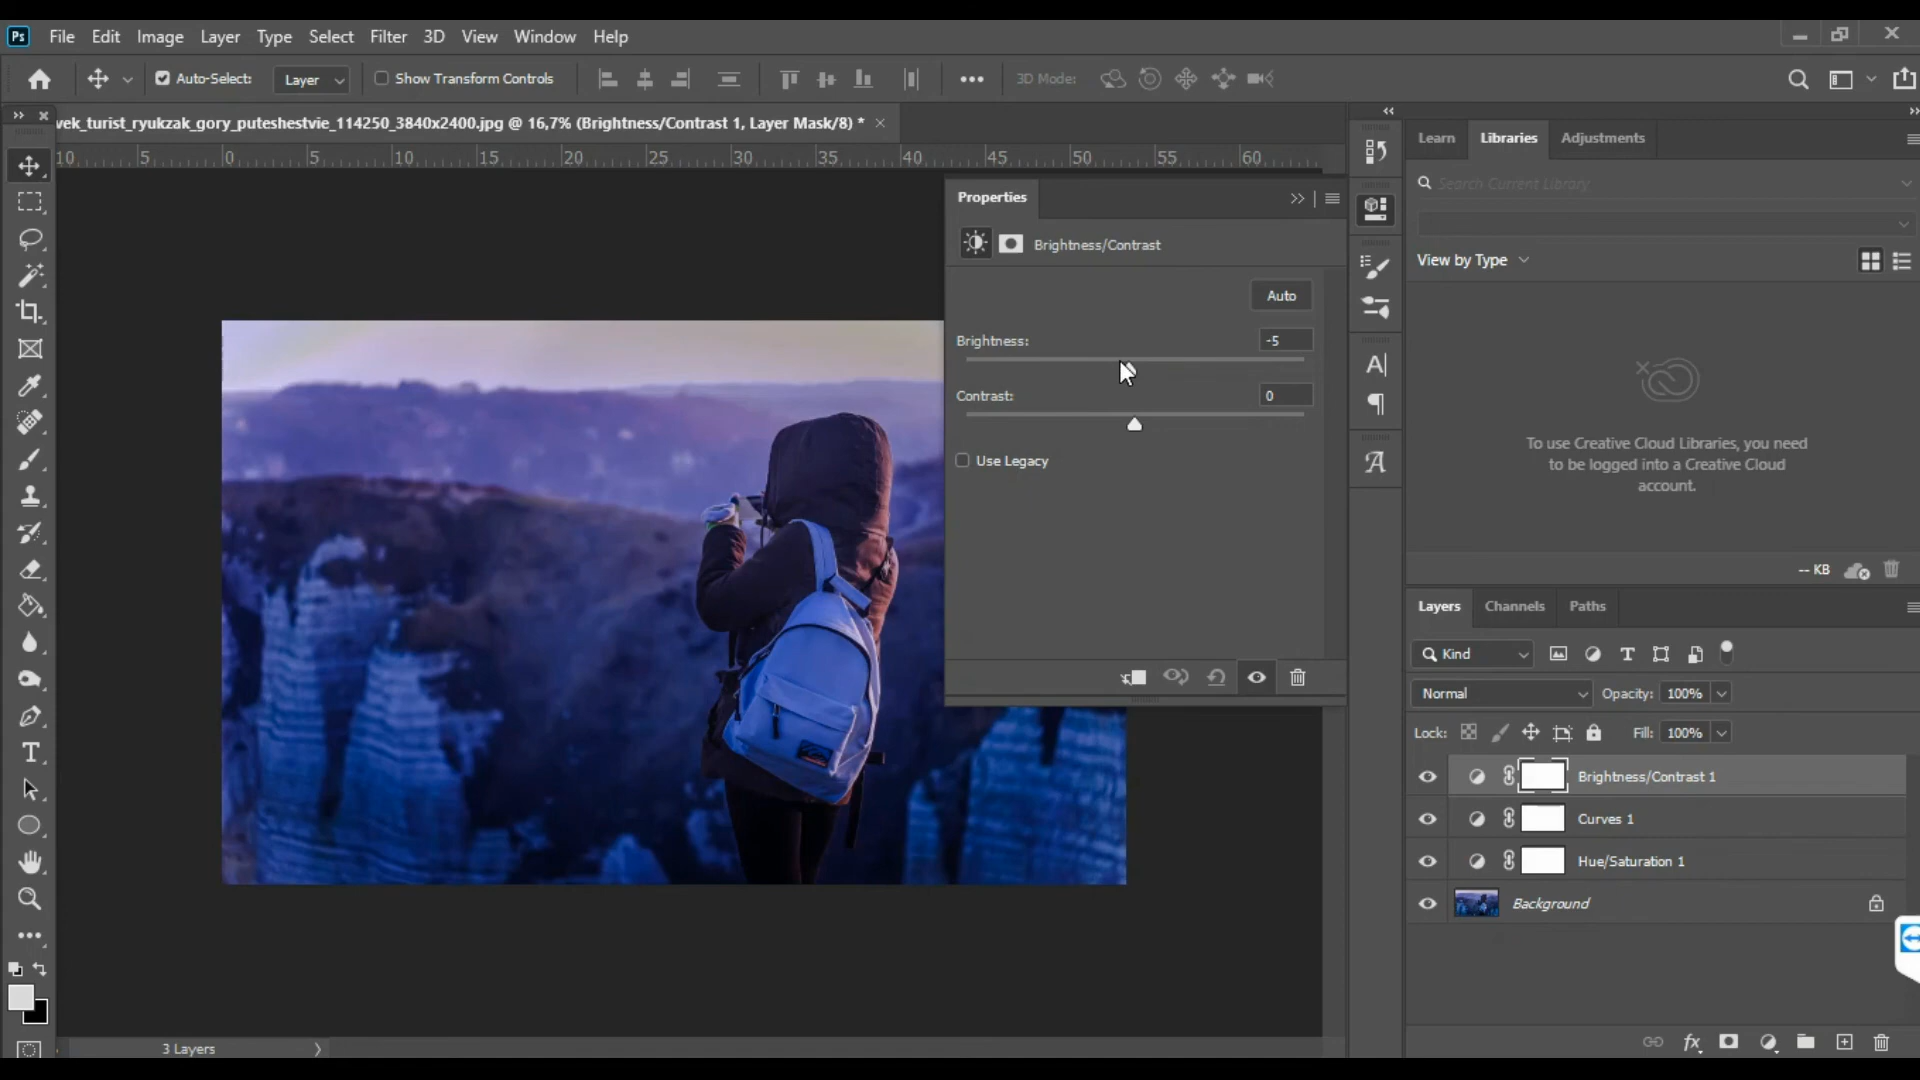 Ps File Edit Image Layer Type Select Filter 3D View Window Help
Auto-Select: Layer Show Transform Controls 3D Mode:
vek_turist_ryukzak_gory_puteshestvie_114250_3840x2400.jpg @ 16,7% (Brightness/Contrast 1, Layer Mask/8) *
10 5 0 5 10 15 20 25 30 35 40 45 50 55 60
Properties
Brightness/Contrast
Auto
Brightness: -5
Contrast: 0
Use Legacy
Learn Libraries Adjustments
Search Current Library
View by Type
To use Creative Cloud Libraries, you need
to be logged into a Creative Cloud
account.
-- KB
Layers Channels Paths
Kind
Normal Opacity: 100%
Lock: Fill: 100%
Brightness/Contrast 1
Curves 1
Hue/Saturation 1
Background
3 Layers